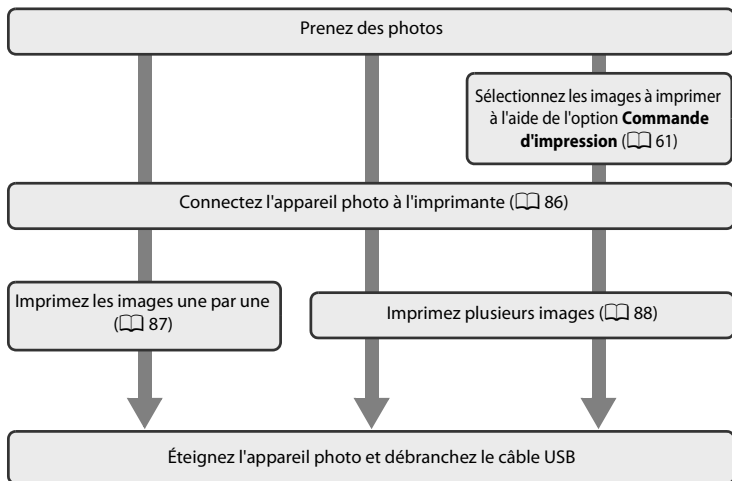 Prenez des photos
Sélectionnez les images à imprimer
à l'aide de l'option Commande
d'impression (📖 61)
Connectez l'appareil photo à l'imprimante (📖 86)
Imprimez les images une par une
(📖 87)
Imprimez plusieurs images (📖 88)
Éteignez l'appareil photo et débranchez le câble USB